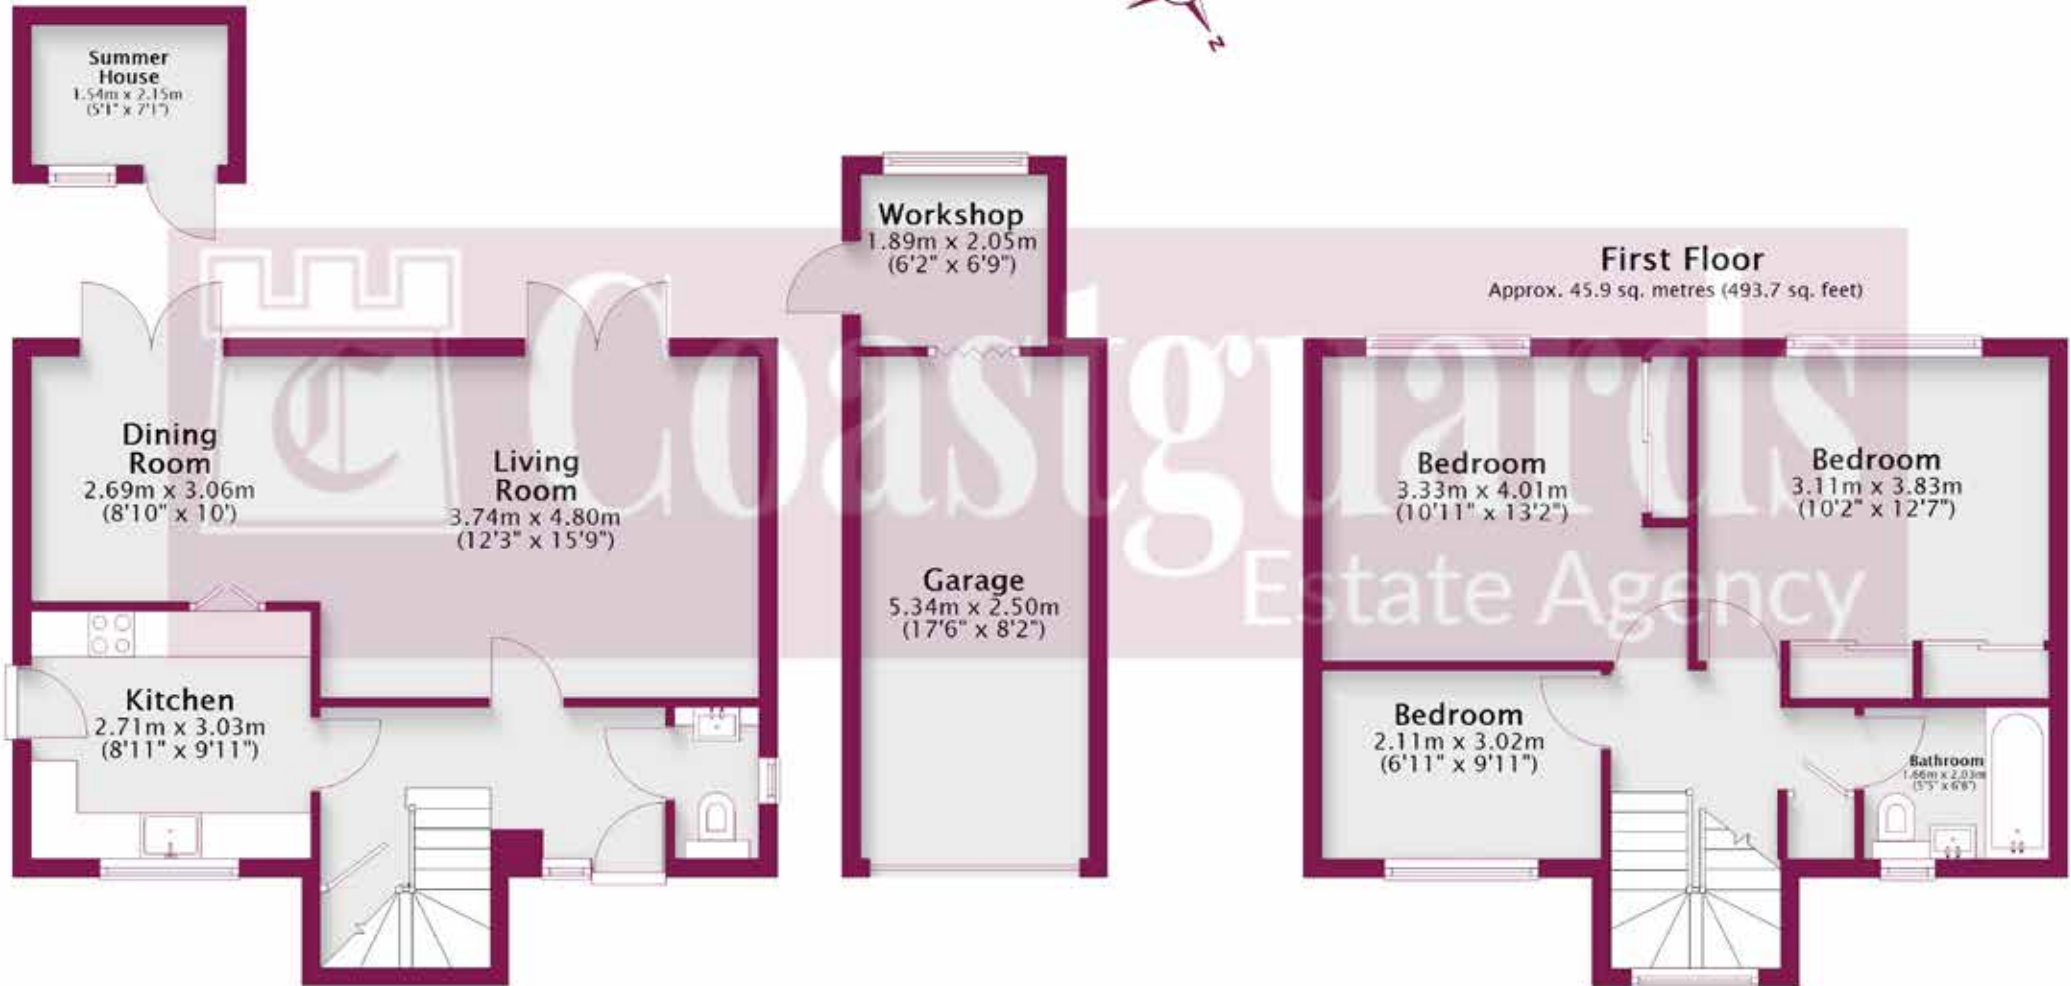 N
Summer
House
1.54m x 2.15m
(5'1" x 7'1")
Workshop
1.89m x 2.05m
(6'2" x 6'9")
First Floor
Approx. 45.9 sq. metres (493.7 sq. feet)
Coastguards
Estate Agency
C
Dining
Room
2.69m x 3.06m
(8'10" x 10')
Living
Room
3.74m x 4.80m
(12'3" x 15'9")
Garage
5.34m x 2.50m
(17'6" x 8'2")
Bedroom
3.33m x 4.01m
(10'11" x 13'2")
Bedroom
3.11m x 3.83m
(10'2" x 12'7")
Kitchen
2.71m x 3.03m
(8'11" x 9'11")
Bedroom
2.11m x 3.02m
(6'11" x 9'11")
Bathroom
1.66m x 2.03m
(5'5" x 6'8")